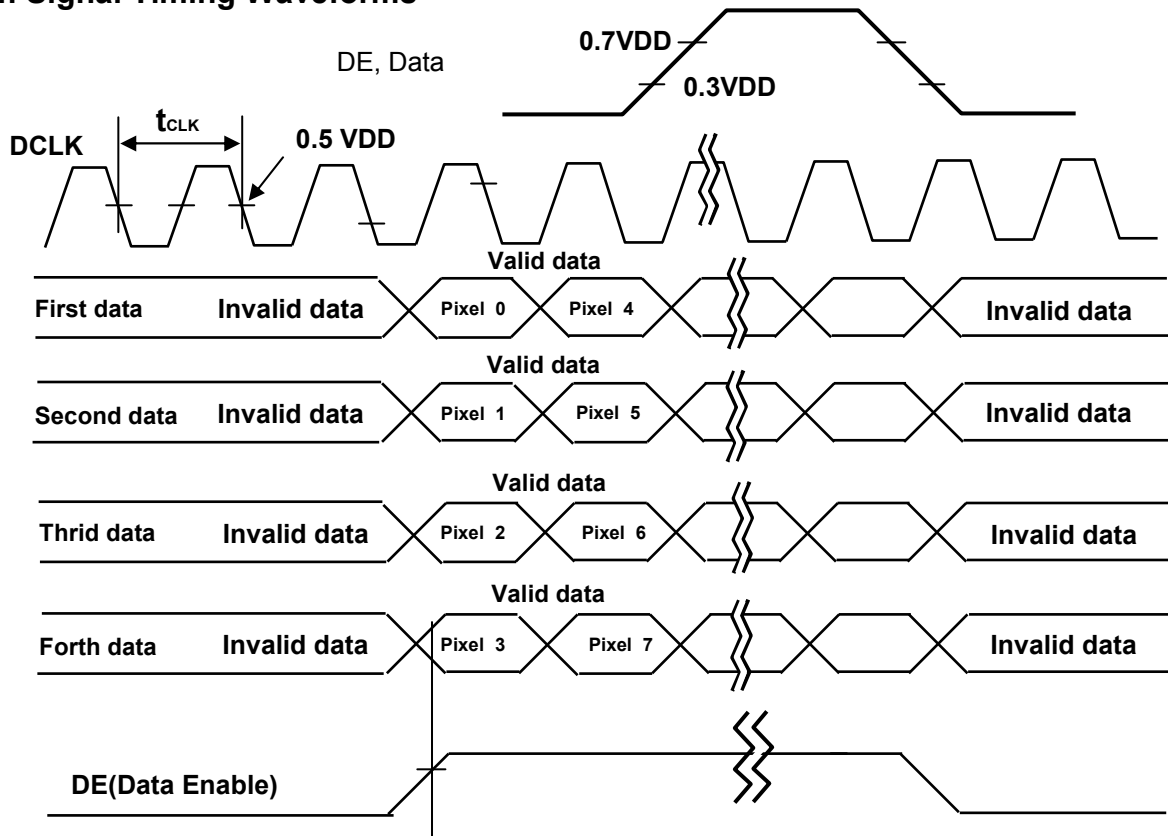 Signal Timing Waveforms
DE, Data
0.7VDD
0.3VDD
tCLK
0.5 VDD
DCLK
Valid data
First data Invalid data Pixel 0 Pixel 4 Invalid data
Valid data
Second data Invalid data Pixel 1 Pixel 5 Invalid data
Valid data
Thrid data Invalid data Pixel 2 Pixel 6 Invalid data
Valid data
Forth data Invalid data Pixel 3 Pixel 7 Invalid data
DE(Data Enable)